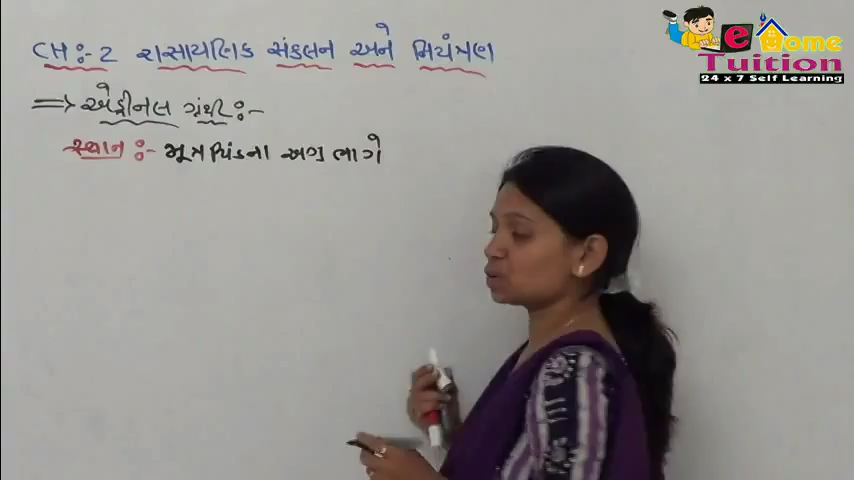 CH:-2 રાસાયણિક સંકલન અને નિયંત્રણ
⇒ એડ્રીનલ ગ્રંથી:-
સ્થાન :- મૂત્રપિંડના અગ્ર ભાગે
e Home
Tuition
24 x 7 Self Learning